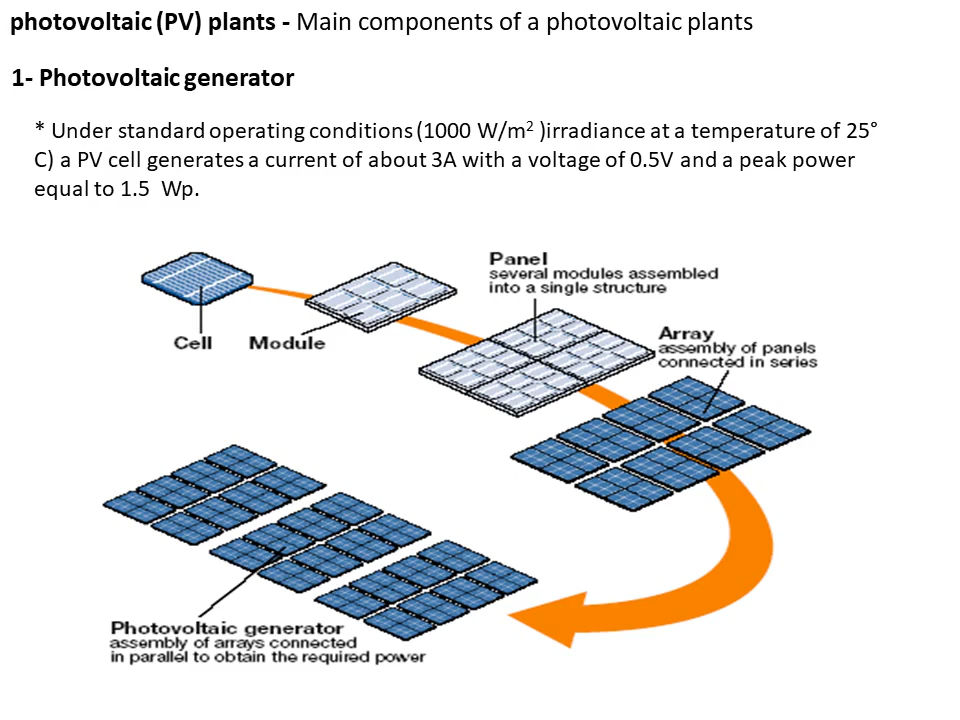 photovoltaic (PV) plants - Main components of a photovoltaic plants
1- Photovoltaic generator
* Under standard operating conditions (1000 W/m2 )irradiance at a temperature of 25°
C) a PV cell generates a current of about 3A with a voltage of 0.5V and a peak power
equal to 1.5 Wp.
Panel
several modules assembled
into a single structure
Cell
Module
Array
assembly of panels
connected in series
Photovoltaic generator
assembly of arrays connected
in parallel to obtain the required power